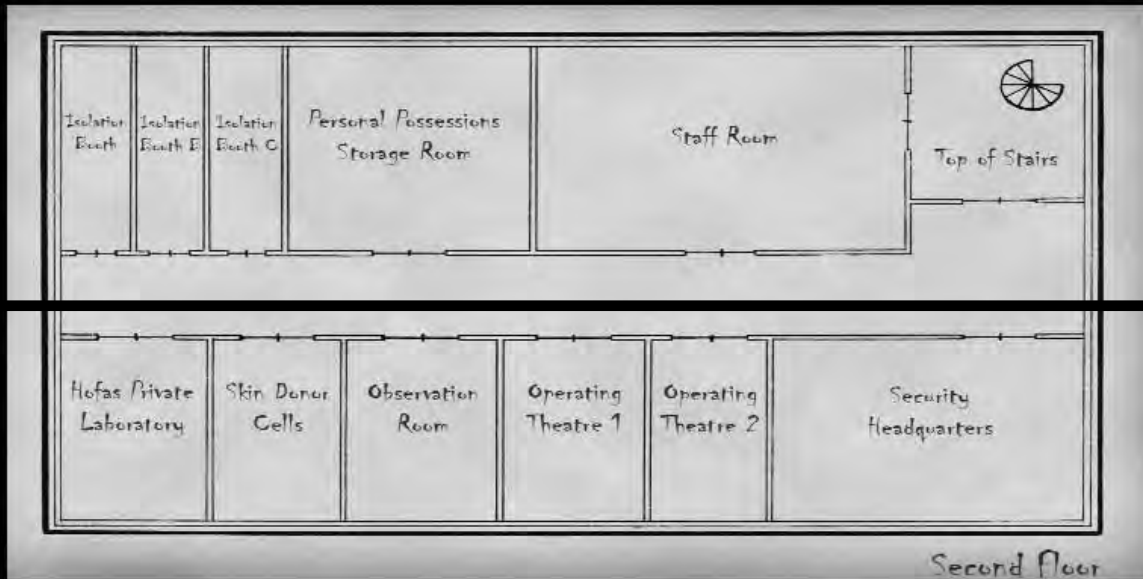 Isolation
Booth
Isolation
Booth B
Isolation
Booth C
Personal Possessions
Storage Room
Staff Room
Top of Stairs
Hofas Private
Laboratory
Skin Donor
Cells
Observation
Room
Operating
Theatre 1
Operating
Theatre 2
Security
Headquarters
Second Floor